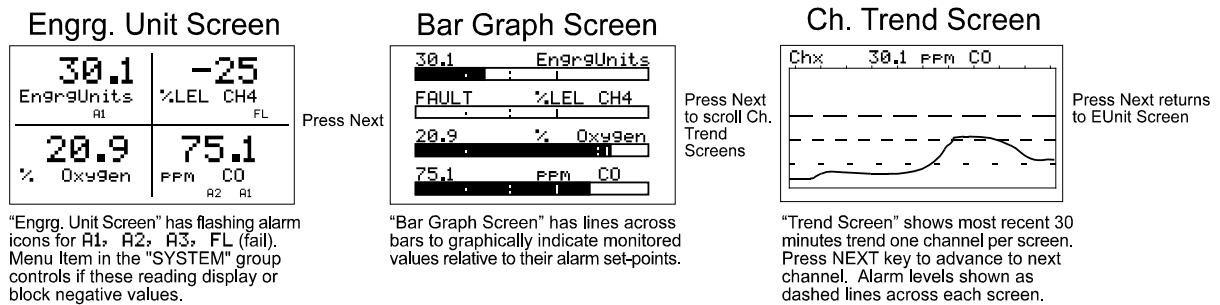 Engrg. Unit Screen
30.1
EngrgUnits
A1
-25
%LEL CH4
FL
20.9
% Oxygen
75.1
PPM CO
A2 A1
"Engrg. Unit Screen" has flashing alarm
icons for A1, A2, A3, FL (fail).
Menu Item in the "SYSTEM" group
controls if these reading display or
block negative values.
Press Next
Bar Graph Screen
30.1 EngrgUnits
FAULT %LEL CH4
20.9 % Oxygen
75.1 PPM CO
"Bar Graph Screen" has lines across
bars to graphically indicate monitored
values relative to their alarm set-points.
Press Next
to scroll Ch.
Trend
Screens
Ch. Trend Screen
Chx 30.1 PPM CO
"Trend Screen" shows most recent 30
minutes trend one channel per screen.
Press NEXT key to advance to next
channel. Alarm levels shown as
dashed lines across each screen.
Press Next returns
to EUnit Screen